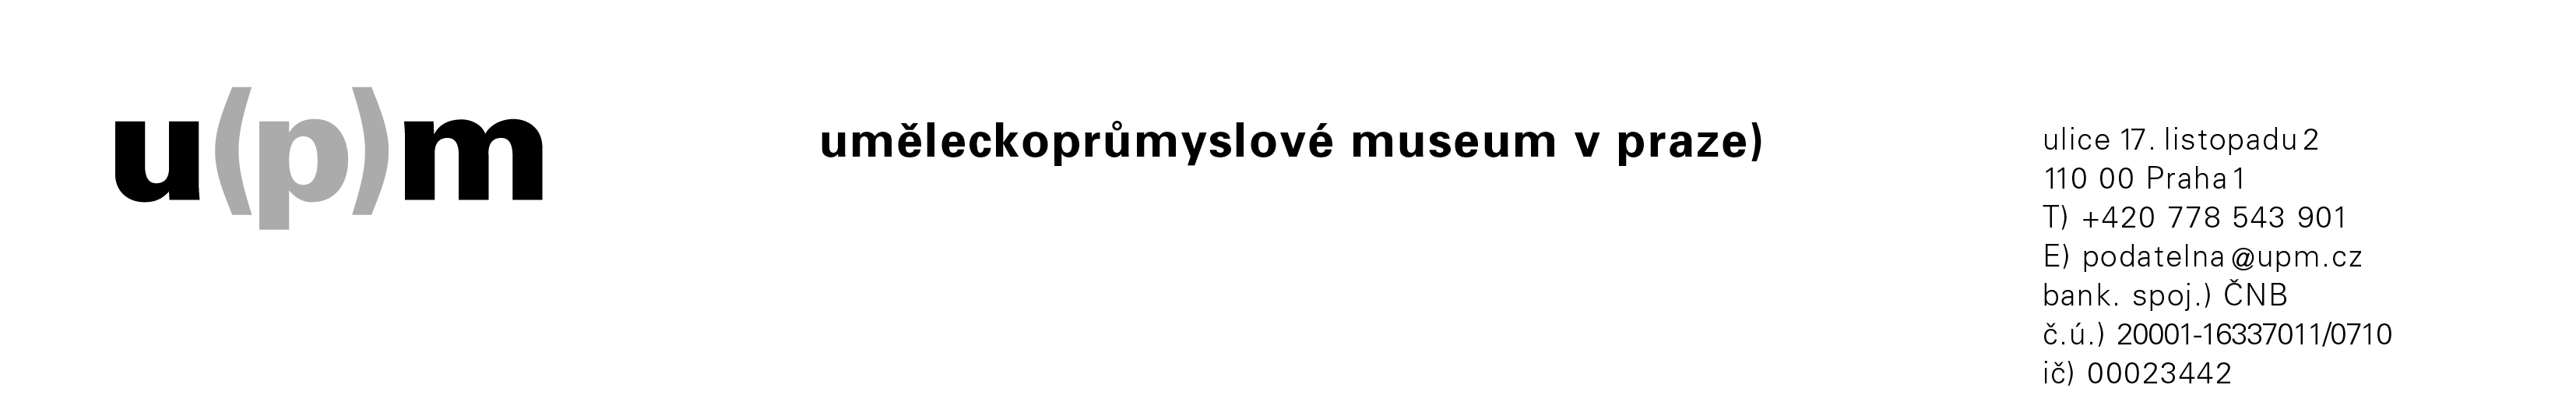 u(p)m
uměleckoprůmyslové museum v praze)
ulice 17. listopadu 2
110 00 Praha 1
T) +420 778 543 901
E) podatelna@upm.cz
bank. spoj.) ČNB
č.ú.) 20001-16337011/0710
ič) 00023442